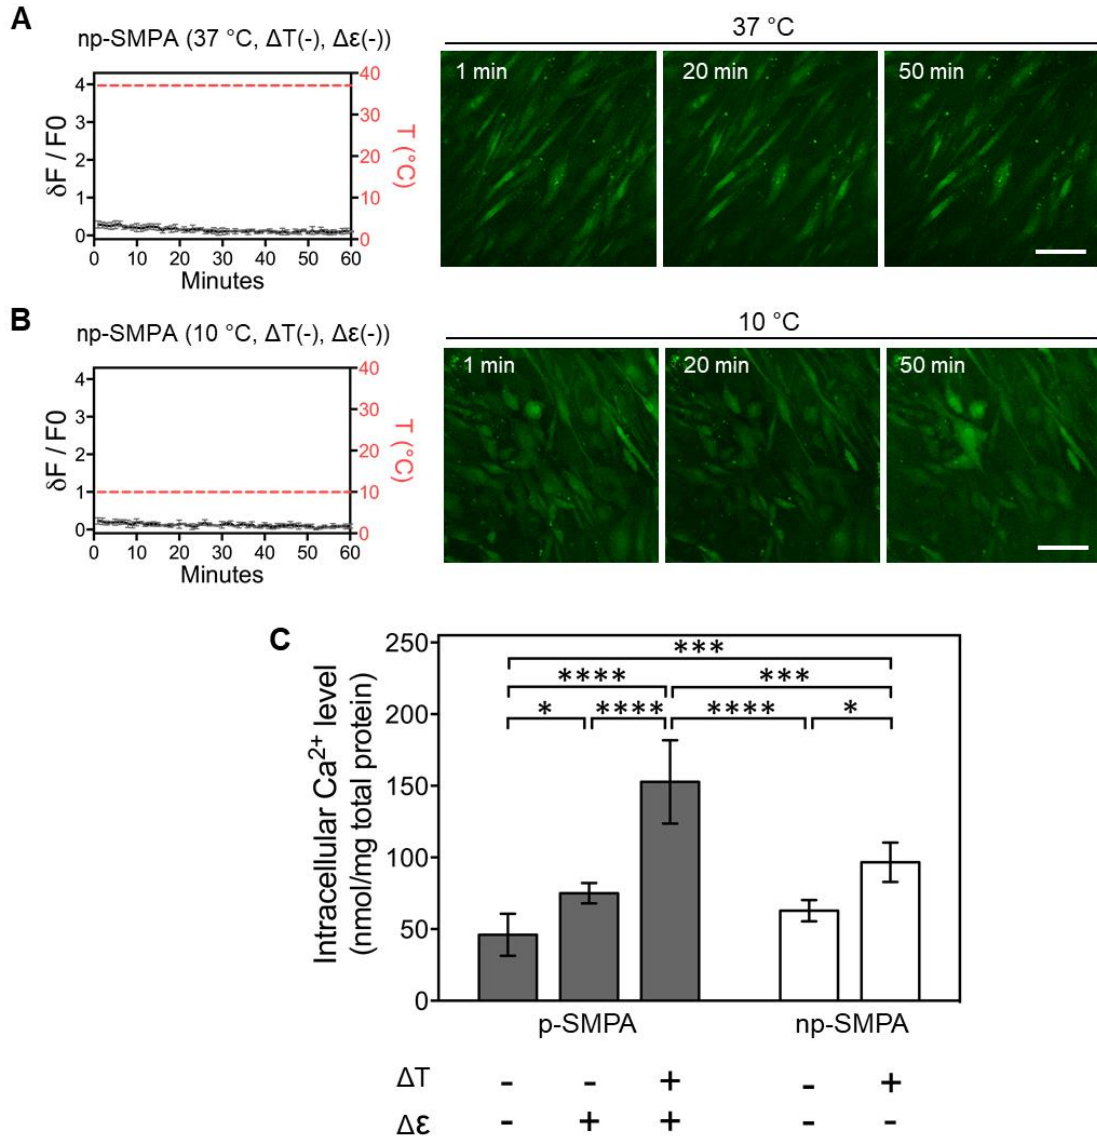 A
np-SMPA (37 °C, ΔT(-), Δε(-))
37 °C
4
3
2
1
0
δF / F0
40
30
20
10
0
T (°C)
0 10 20 30 40 50 60
Minutes
1 min
20 min
50 min
B
np-SMPA (10 °C, ΔT(-), Δε(-))
10 °C
4
3
2
1
0
δF / F0
40
30
20
10
0
T (°C)
0 10 20 30 40 50 60
Minutes
1 min
20 min
50 min
C
Intracellular Ca²⁺ level
(nmol/mg total protein)
250
200
150
100
50
0
***
**** ***
* **** **** *
p-SMPA np-SMPA
ΔT - - + - +
Δε - + + - -